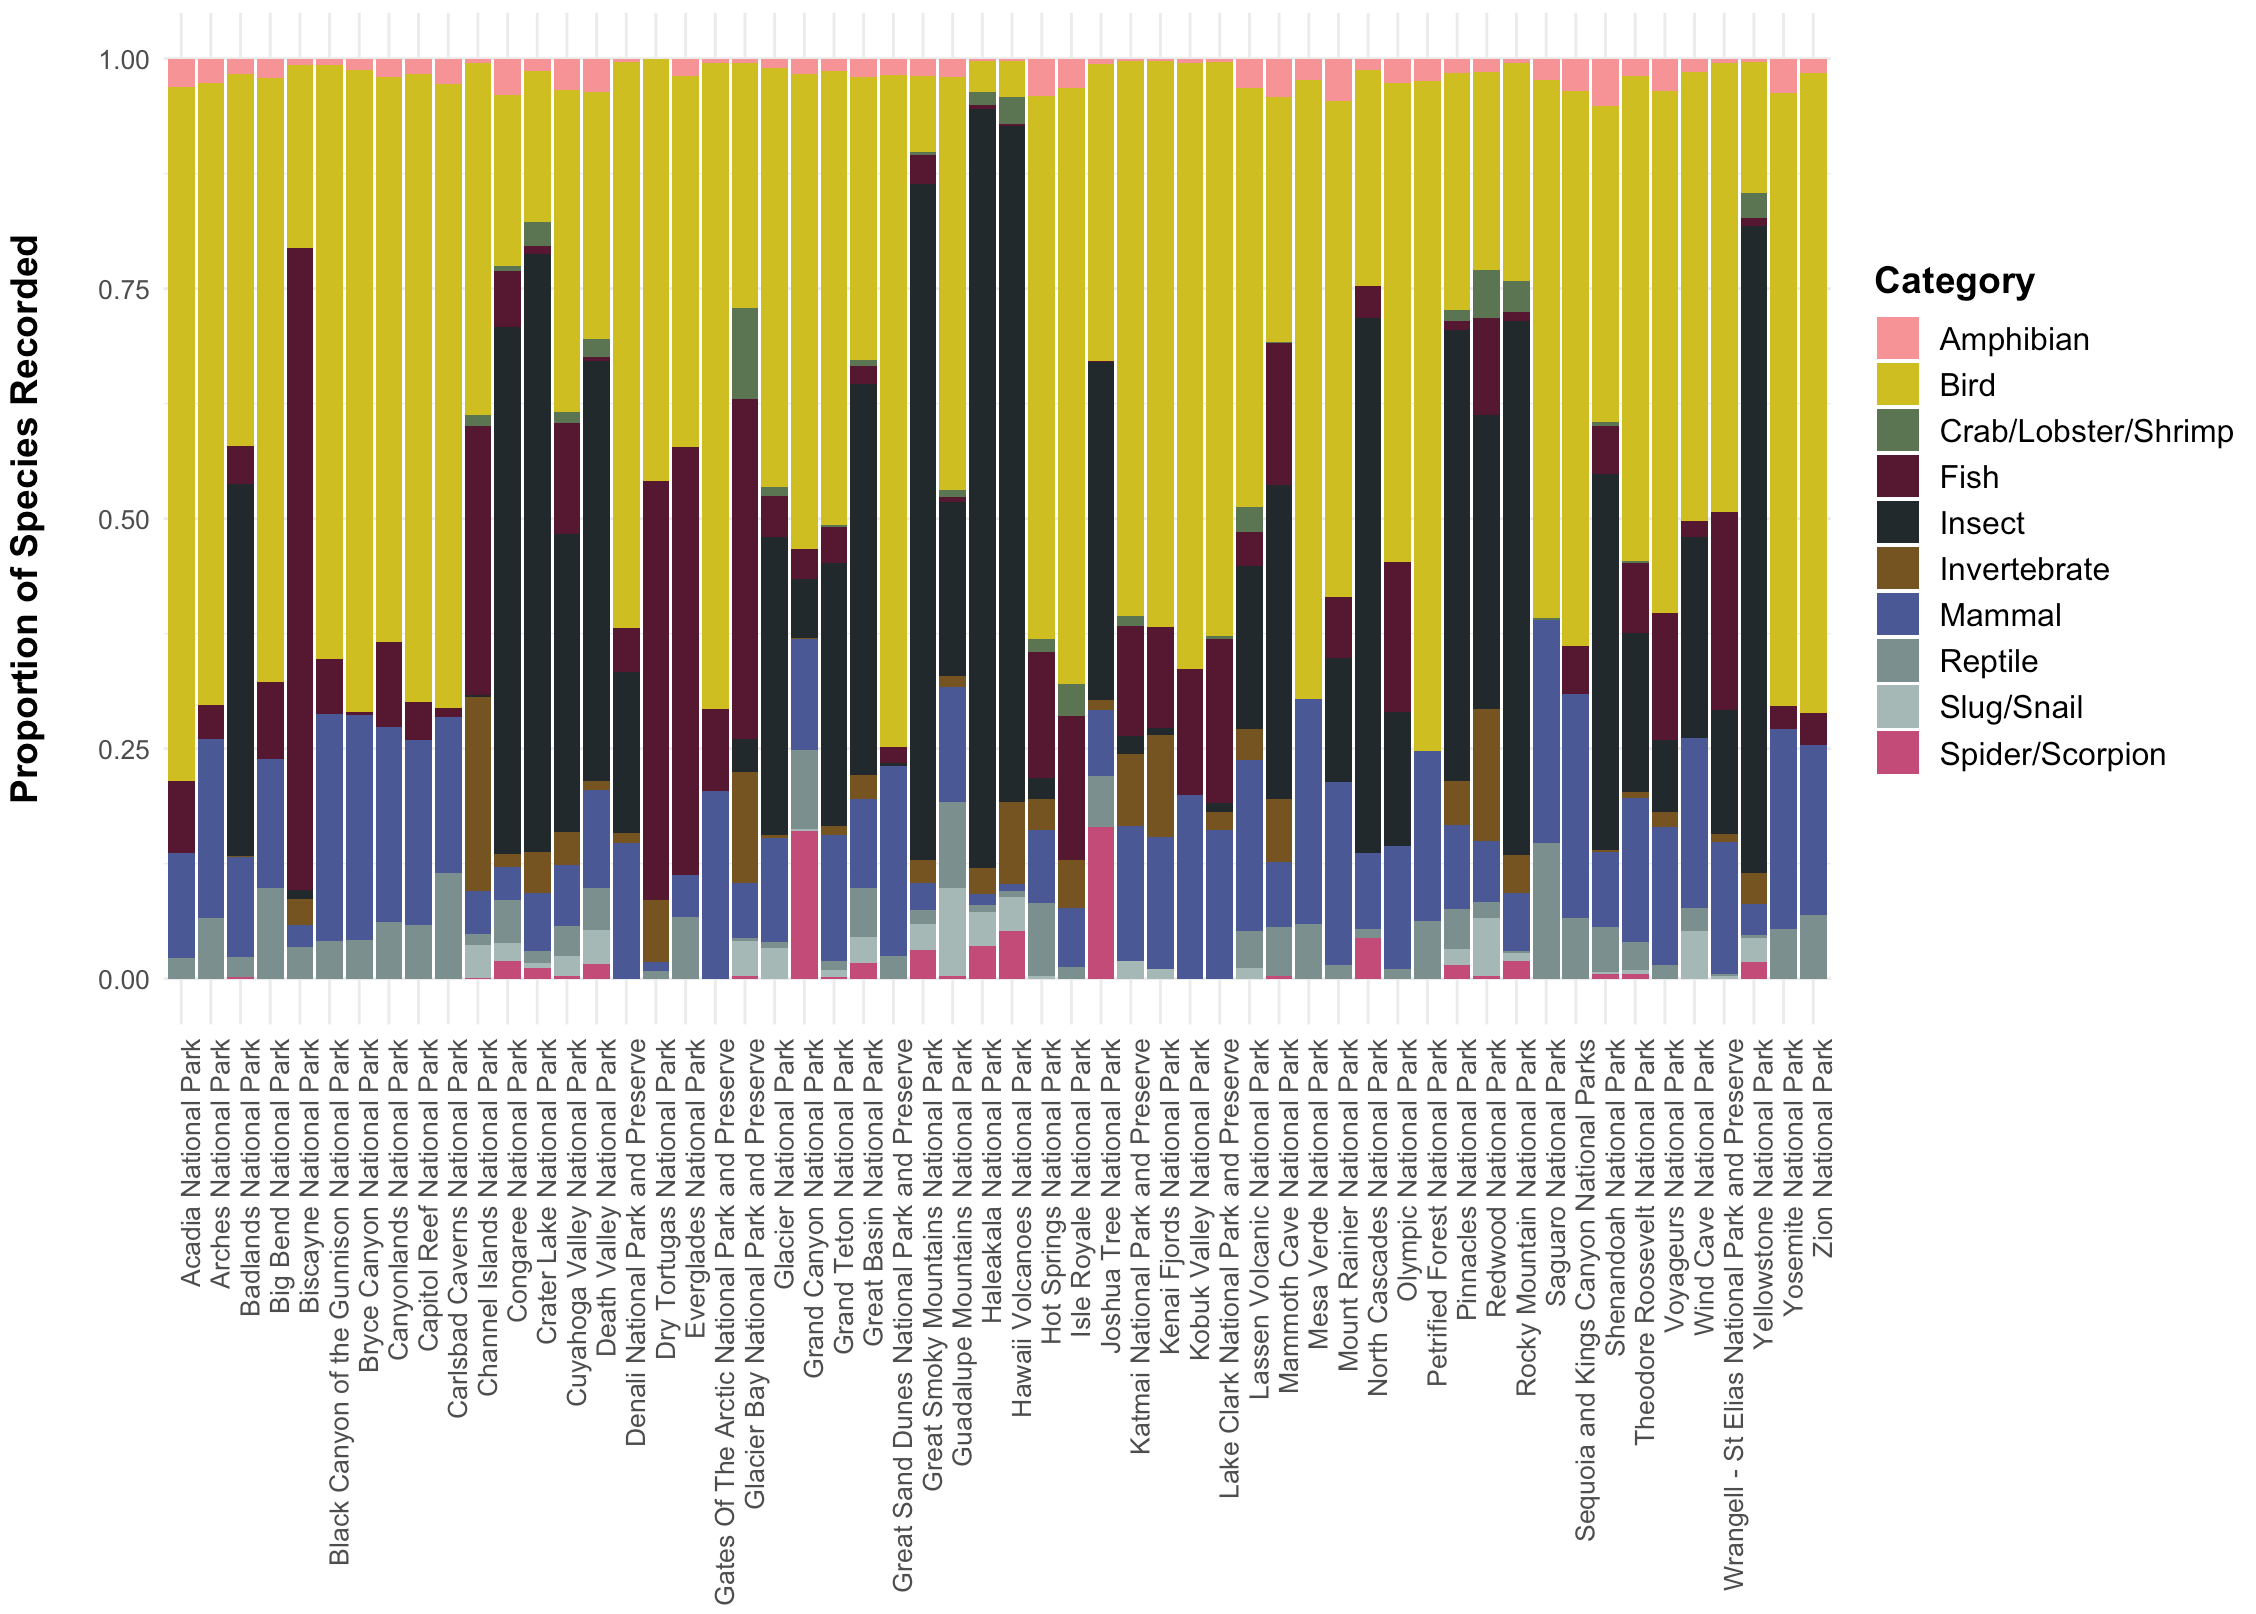 Proportion of Species Recorded
1.00
0.75
0.50
0.25
0.00
Acadia National Park
Arches National Park
Badlands National Park
Big Bend National Park
Biscayne National Park
Black Canyon of the Gunnison National Park
Bryce Canyon National Park
Canyonlands National Park
Capitol Reef National Park
Carlsbad Caverns National Park
Channel Islands National Park
Congaree National Park
Crater Lake National Park
Cuyahoga Valley National Park
Death Valley National Park
Denali National Park and Preserve
Dry Tortugas National Park
Everglades National Park
Gates Of The Arctic National Park and Preserve
Glacier Bay National Park and Preserve
Glacier National Park
Grand Canyon National Park
Grand Teton National Park
Great Basin National Park
Great Sand Dunes National Park and Preserve
Great Smoky Mountains National Park
Guadalupe Mountains National Park
Haleakala National Park
Hawaii Volcanoes National Park
Hot Springs National Park
Isle Royale National Park
Joshua Tree National Park
Katmai National Park and Preserve
Kenai Fjords National Park
Kobuk Valley National Park
Lake Clark National Park and Preserve
Lassen Volcanic National Park
Mammoth Cave National Park
Mesa Verde National Park
Mount Rainier National Park
North Cascades National Park
Olympic National Park
Petrified Forest National Park
Pinnacles National Park
Redwood National Park
Rocky Mountain National Park
Saguaro National Park
Sequoia and Kings Canyon National Parks
Shenandoah National Park
Theodore Roosevelt National Park
Voyageurs National Park
Wind Cave National Park
Wrangell - St Elias National Park and Preserve
Yellowstone National Park
Yosemite National Park
Zion National Park
Category
Amphibian
Bird
Crab/Lobster/Shrimp
Fish
Insect
Invertebrate
Mammal
Reptile
Slug/Snail
Spider/Scorpion